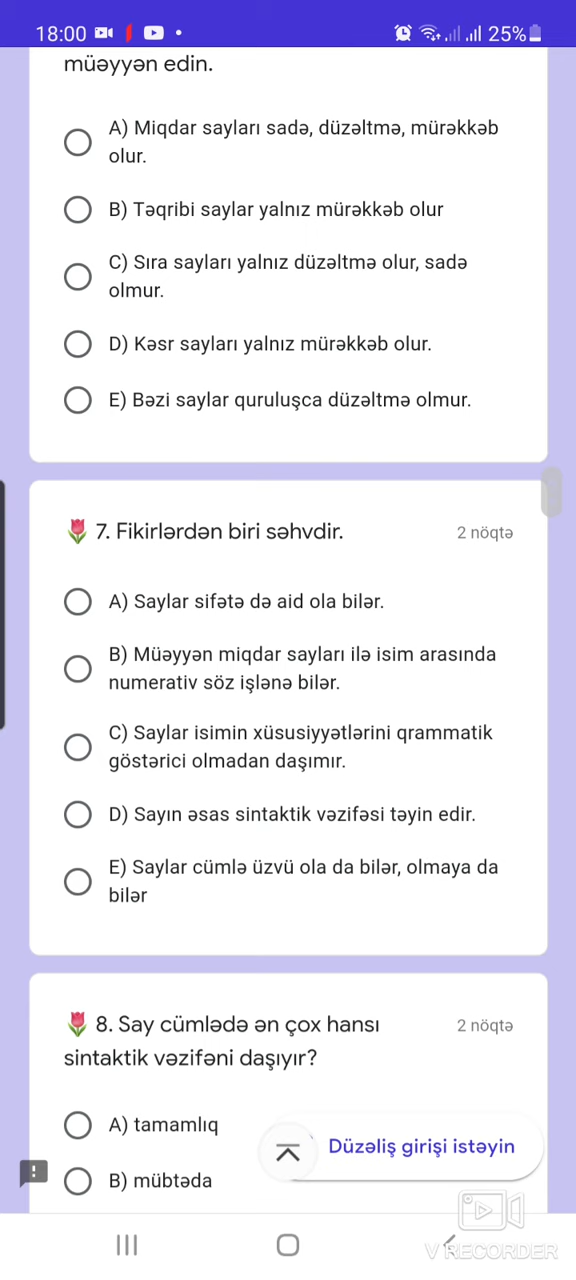 18:00
25%
müəyyən edin.
A) Miqdar sayları sadə, düzəltmə, mürəkkəb
olur.
B) Təqribi saylar yalnız mürəkkəb olur
C) Sıra sayları yalnız düzəltmə olur, sadə
olmur.
D) Kəsr sayları yalnız mürəkkəb olur.
E) Bəzi saylar quruluşca düzəltmə olmur.
7. Fikirlərdən biri səhvdir.
2 nöqtə
A) Saylar sifətə də aid ola bilər.
B) Müəyyən miqdar sayları ilə isim arasında
numerativ söz işlənə bilər.
C) Saylar isimin xüsusiyyətlərini qrammatik
göstərici olmadan daşımır.
D) Sayın əsas sintaktik vəzifəsi təyin edir.
E) Saylar cümlə üzvü ola da bilər, olmaya da
bilər
8. Say cümlədə ən çox hansı
sintaktik vəzifəni daşıyır?
2 nöqtə
A) tamamlıq
B) mübtəda
Düzəliş girişi istəyin
V RECORDER